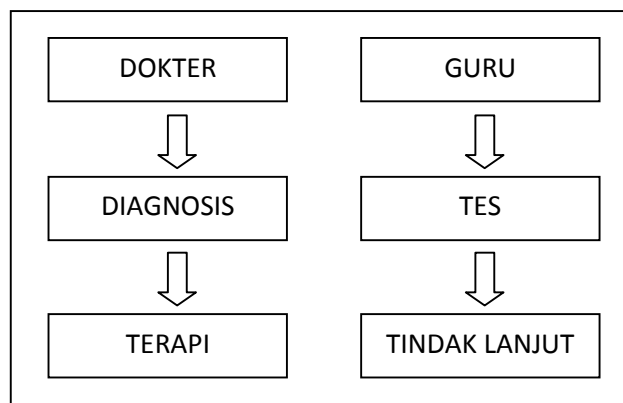 DOKTER
GURU
DIAGNOSIS
TES
TERAPI
TINDAK LANJUT